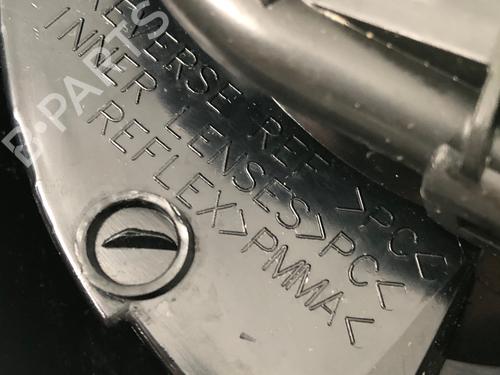 REVERSE REF >PC<
INNER LENSES>PC<
REFLEX>PMMA<
B-PARTS